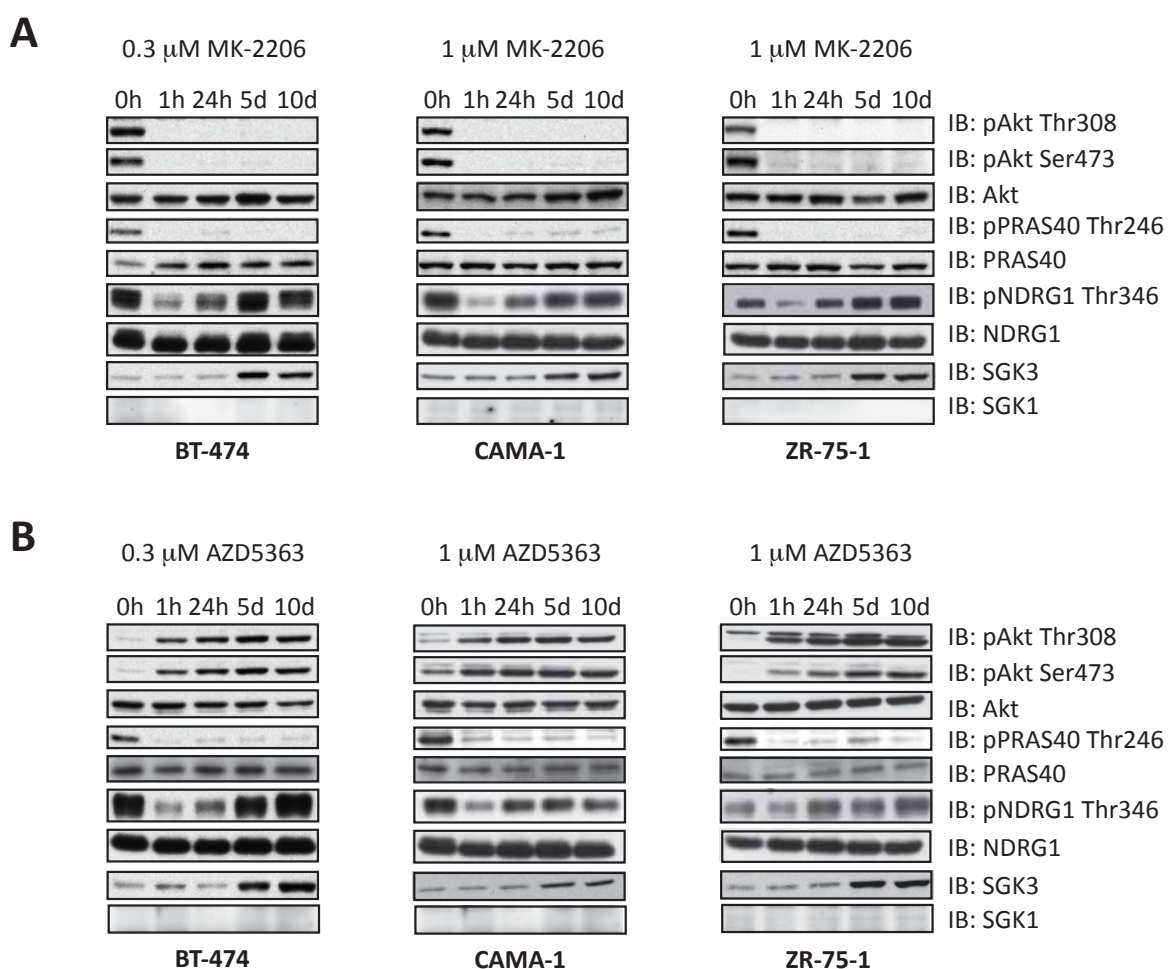 A
0.3 μM MK-2206 1 μM MK-2206 1 μM MK-2206
0h 1h 24h 5d 10d 0h 1h 24h 5d 10d 0h 1h 24h 5d 10d
IB: pAkt Thr308
IB: pAkt Ser473
IB: Akt
IB: pPRAS40 Thr246
IB: PRAS40
IB: pNDRG1 Thr346
IB: NDRG1
IB: SGK3
IB: SGK1
BT-474 CAMA-1 ZR-75-1
B
0.3 μM AZD5363 1 μM AZD5363 1 μM AZD5363
0h 1h 24h 5d 10d 0h 1h 24h 5d 10d 0h 1h 24h 5d 10d
IB: pAkt Thr308
IB: pAkt Ser473
IB: Akt
IB: pPRAS40 Thr246
IB: PRAS40
IB: pNDRG1 Thr346
IB: NDRG1
IB: SGK3
IB: SGK1
BT-474 CAMA-1 ZR-75-1